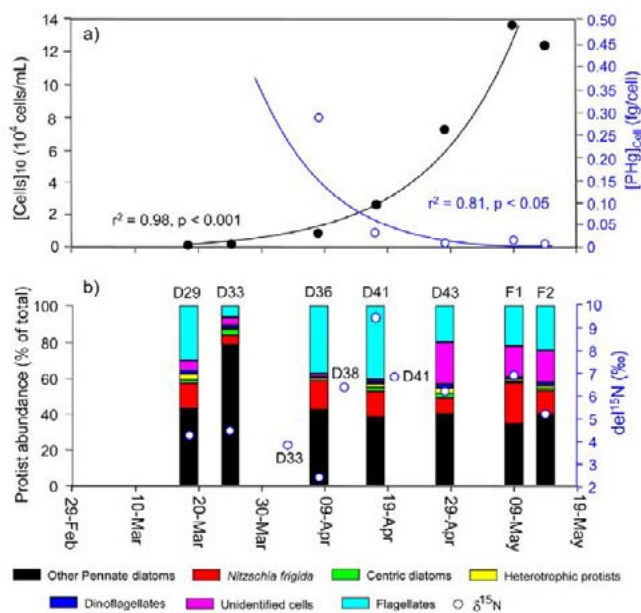 a)
14
12
10
8
6
4
2
0
[Cells]10 (10⁴ cells/mL)
0.50
0.45
0.40
0.35
0.30
0.25
0.20
0.15
0.10
0.05
0
[PHg]Cell (fg/cell)
r² = 0.98, p < 0.001
r² = 0.81, p < 0.05
b)
D29 D33 D36 D41 D43 F1 F2
100
80
60
40
20
0
Protist abundance (% of total)
10
9
8
7
6
5
4
3
2
del¹⁵N (‰)
D38
D41
D33
29-Feb 10-Mar 20-Mar 30-Mar 09-Apr 19-Apr 29-Apr 09-May 19-May
Other Pennate diatoms Nitzschia frigida Centric diatoms Heterotrophic protists
Dinoflagellates Unidentified cells Flagellates δ¹⁵N